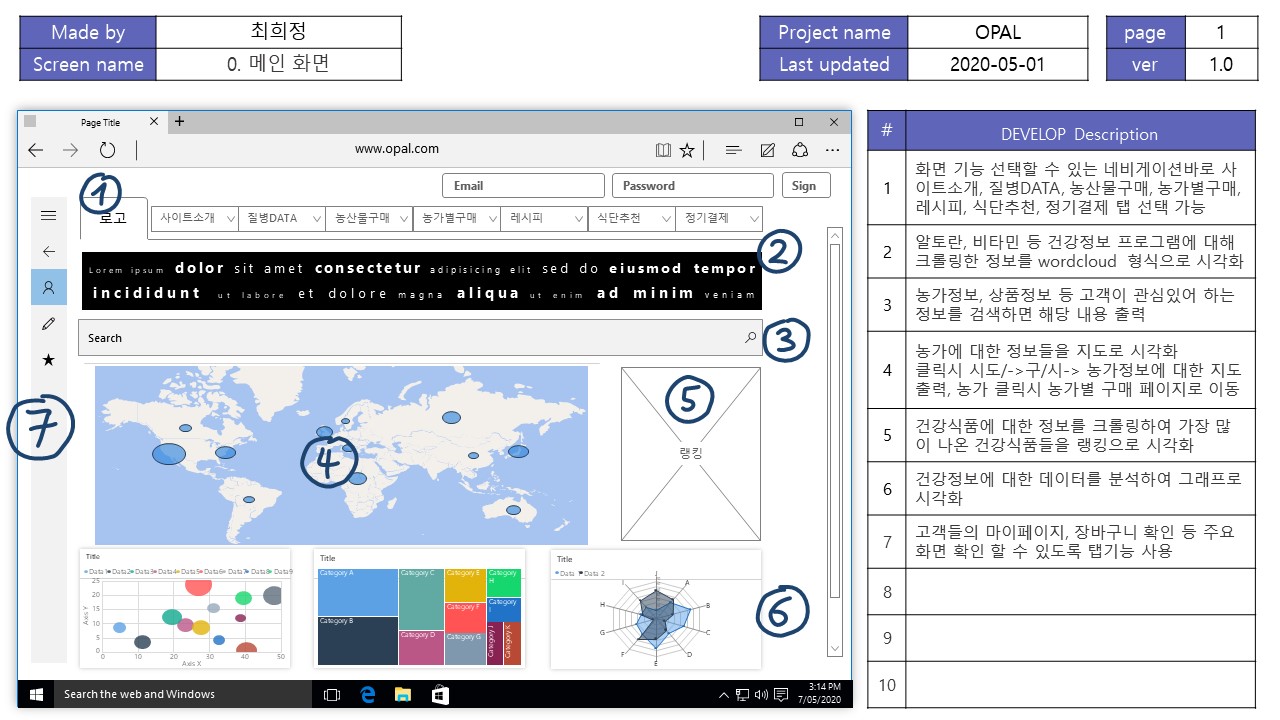 Made by 최희정
Screen name 0. 메인 화면
Project name OPAL
Last updated 2020-05-01
page 1
ver 1.0
Page Title
www.opal.com
Email Password Sign
1
로고 사이트소개 질병DATA 농산물구매 농가별구매 레시피 식단추천 정기결제
2
Lorem ipsum dolor sit amet consectetur adipisicing elit sed do eiusmod tempor
incididunt ut labore et dolore magna aliqua ut enim ad minim veniam
Search
3
4
5
랭킹
7
Title
Data 1 Data2 Data3 Data4 Data5 Data6 Data7 Data8 Data9
Axis Y
25
20
15
10
5
0
0 10 20 30 40 50
Axis X
Title
Category A
Category B
Category C
Category D
Category E
Category F
Category G
Category H
Category I
Category J
Category K
Title
Data Data 2
J
A
B
C
D
E
F
G
H
I
6
Search the web and Windows
3:14 PM
7/05/2020
# DEVELOP Description
1 화면 기능 선택할 수 있는 네비게이션바로 사
이트소개, 질병DATA, 농산물구매, 농가별구매,
레시피, 식단추천, 정기결제 탭 선택 가능
2 알토란, 비타민 등 건강정보 프로그램에 대해
크롤링한 정보를 wordcloud 형식으로 시각화
3 농가정보, 상품정보 등 고객이 관심있어 하는
정보를 검색하면 해당 내용 출력
4 농가에 대한 정보들을 지도로 시각화
클릭시 시도/->구/시-> 농가정보에 대한 지도
출력, 농가 클릭시 농가별 구매 페이지로 이동
5 건강식품에 대한 정보를 크롤링하여 가장 많
이 나온 건강식품들을 랭킹으로 시각화
6 건강정보에 대한 데이터를 분석하여 그래프로
시각화
7 고객들의 마이페이지, 장바구니 확인 등 주요
화면 확인 할 수 있도록 탭기능 사용
8
9
10